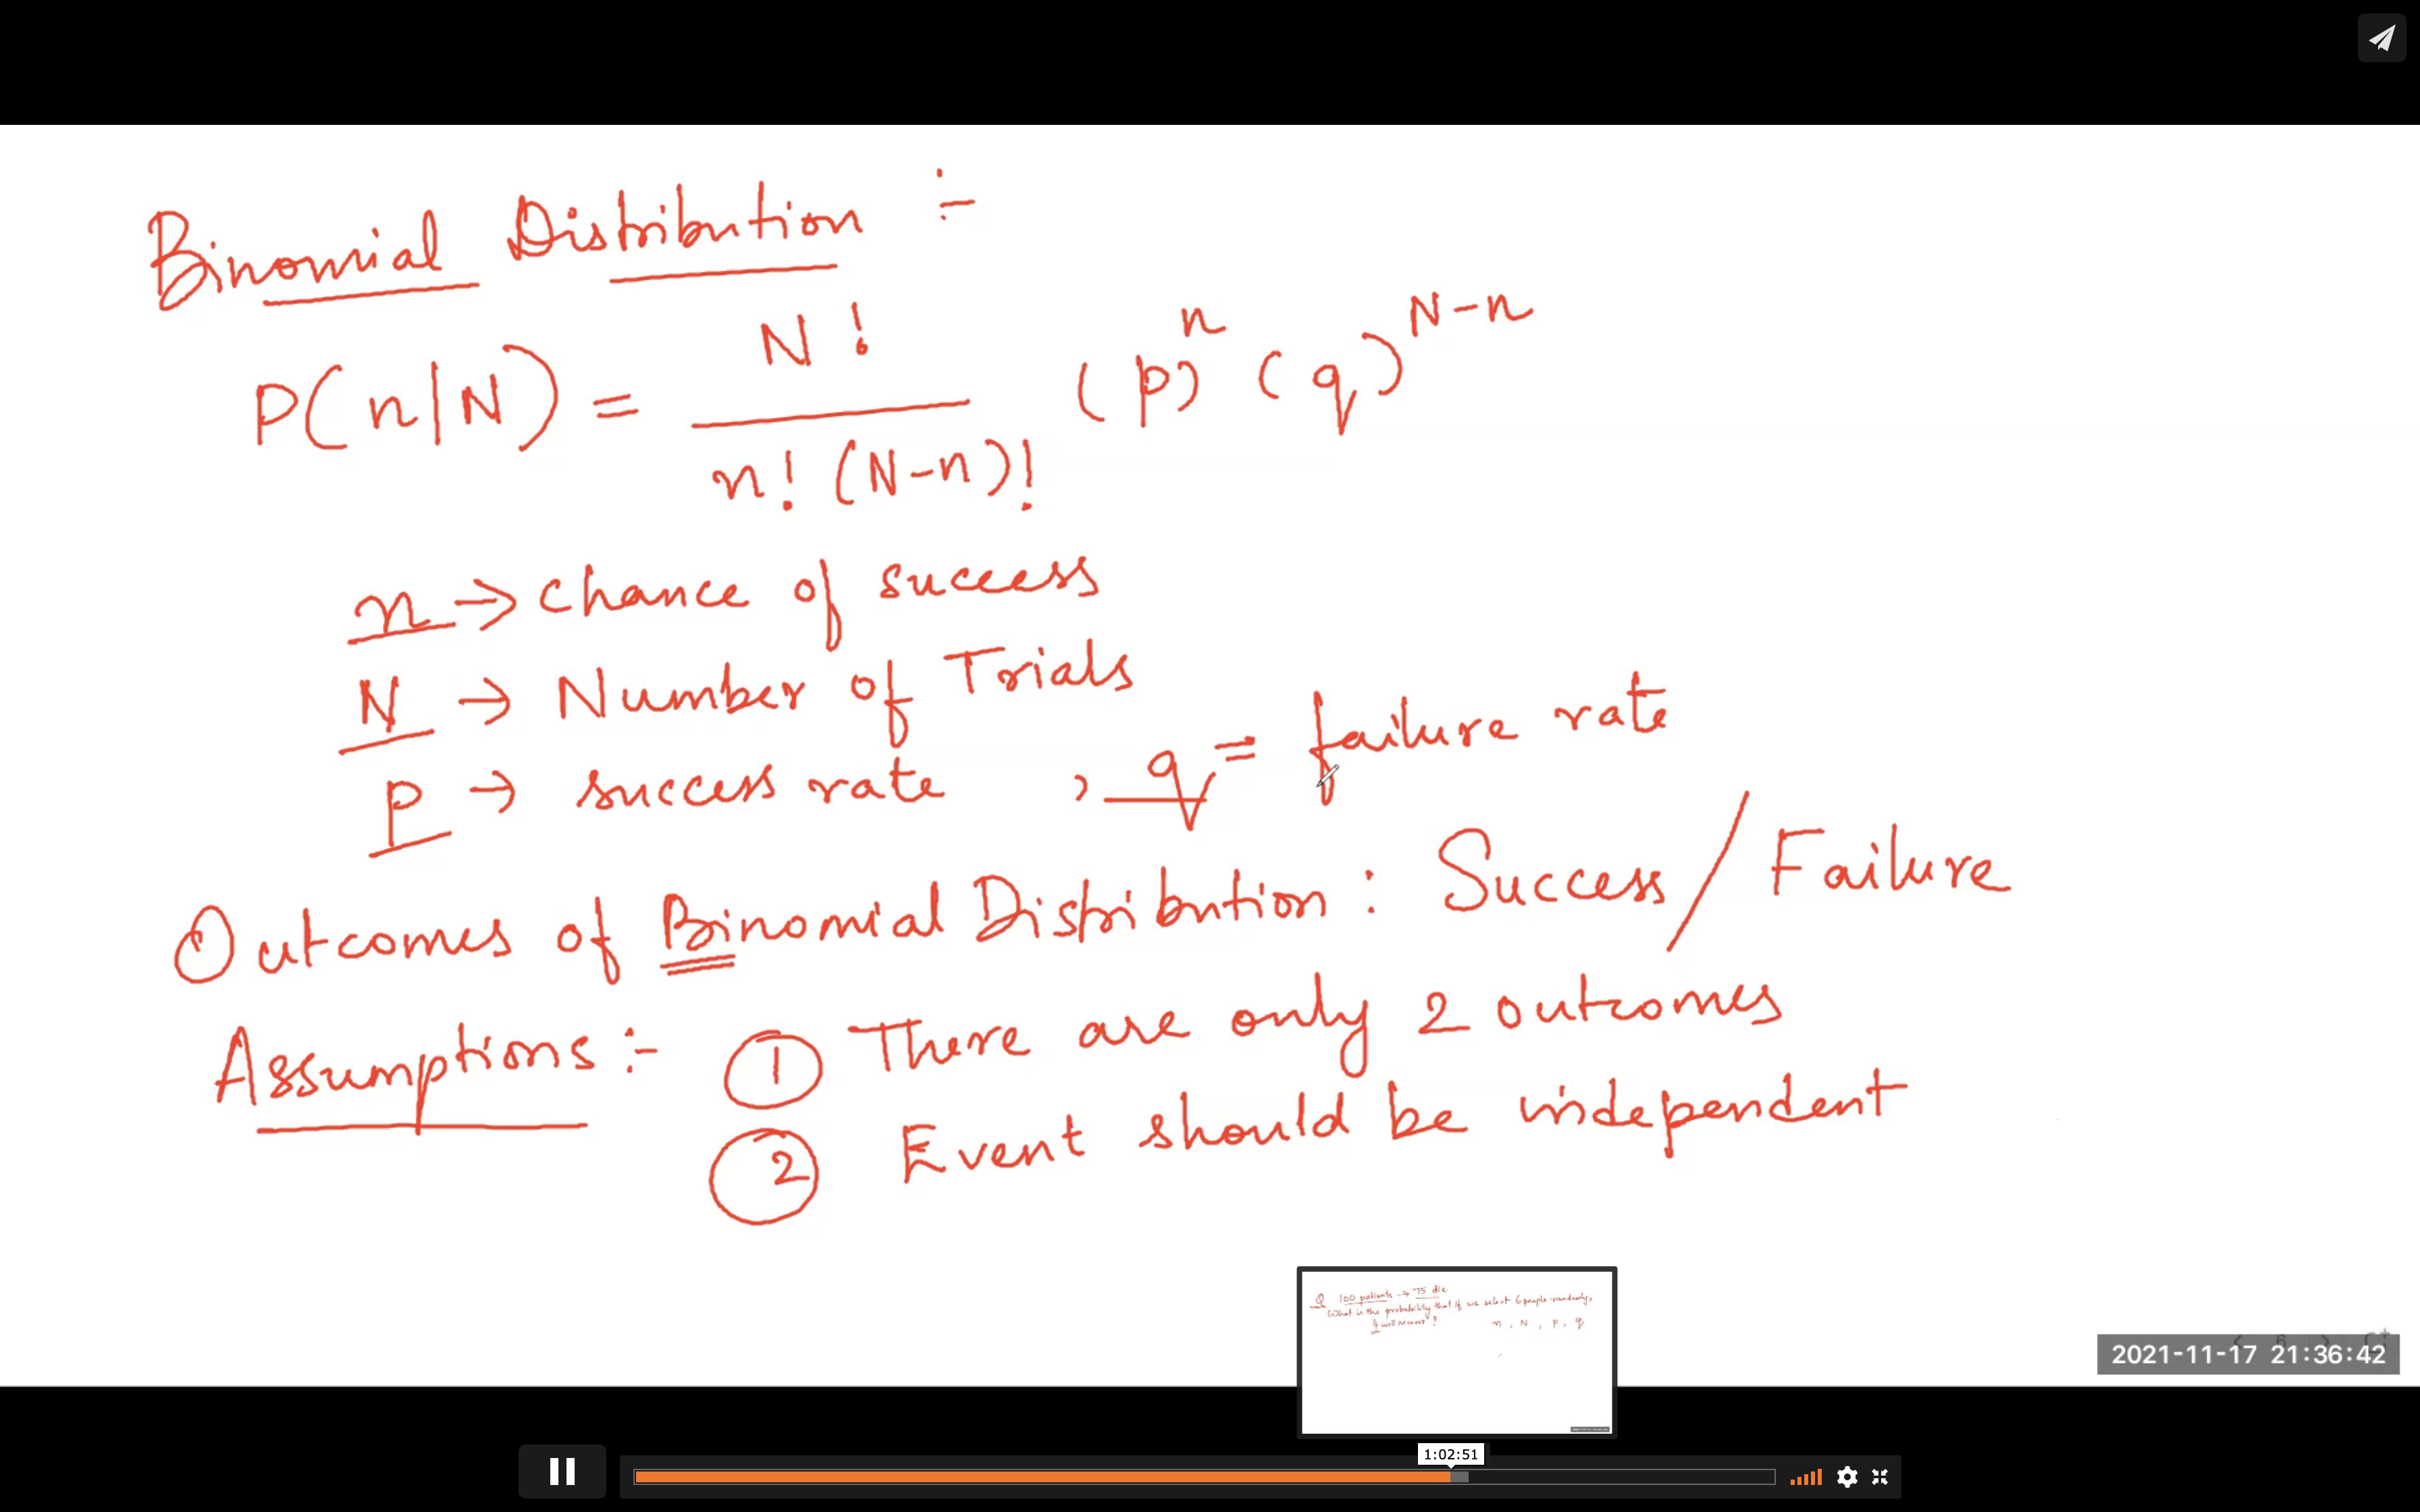 Binomial Distribution :-
P(n|N) = N! / n! (N-n)! (p)^n (q)^N-n
n → chance of success
N → Number of Trials
P → success rate , q = failure rate
Outcomes of Binomial Distribution : Success / Failure
Assumptions :- ① There are only 2 outcomes
② Event should be independent
Q 100 patients → 75 die
What is the probability that if we select 6 people randomly,
4 will recover ?
n , N , P , q
2021-11-17 21:36:42
1:02:51